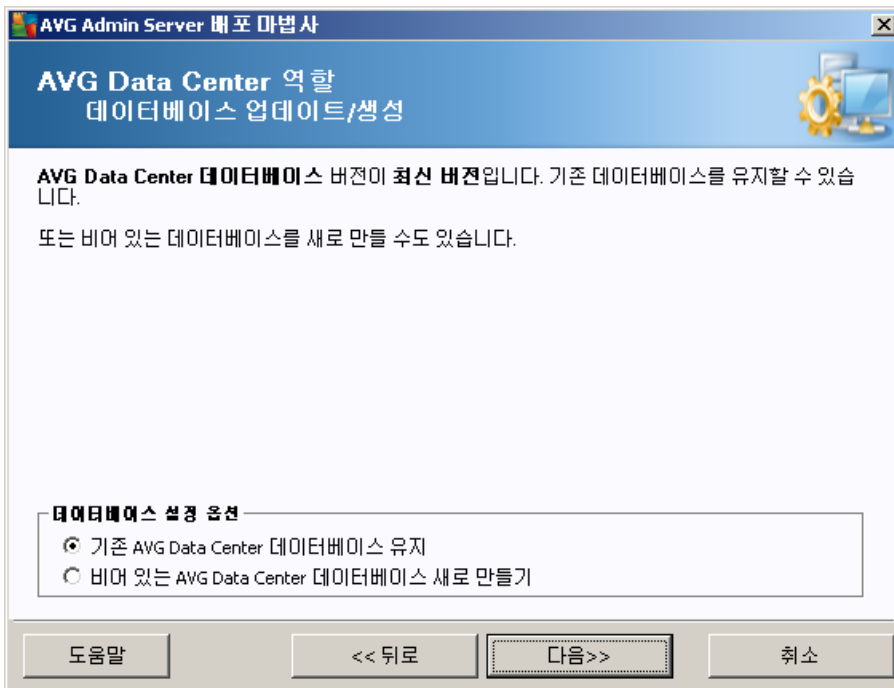 AVG Admin Server 배포 마법사
AVG Data Center 역할
데이터베이스 업데이트/생성
AVG Data Center 데이터베이스 버전이 최신 버전입니다. 기존 데이터베이스를 유지할 수 있습
니다.
또는 비어 있는 데이터베이스를 새로 만들 수도 있습니다.
데이터베이스 설정 옵션
기존 AVG Data Center 데이터베이스 유지
비어 있는 AVG Data Center 데이터베이스 새로 만들기
도움말
<< 뒤로
다음>>
취소